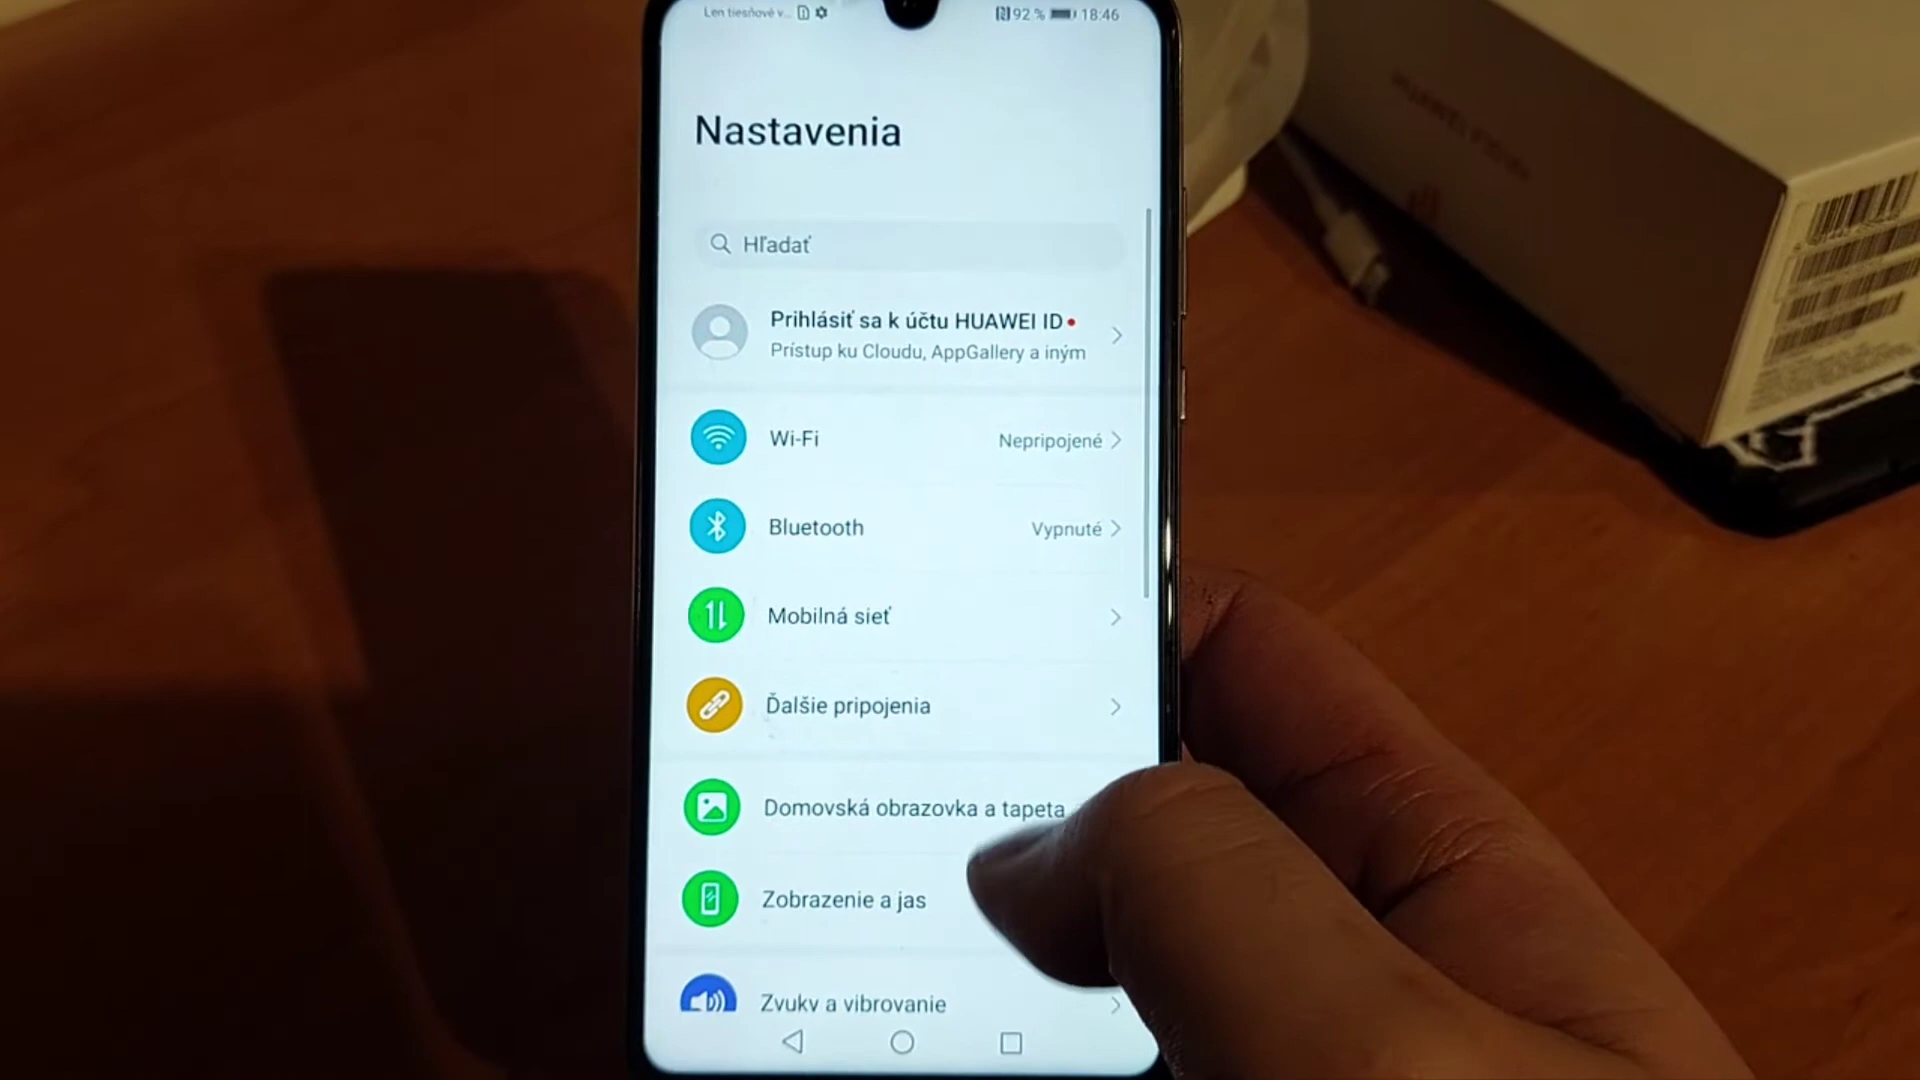 Len tiesňové v... 92 % 18:46
Nastavenia
Hľadať
Prihlásiť sa k účtu HUAWEI ID
Prístup ku Cloudu, AppGallery a iným
Wi-Fi Nepripojené
Bluetooth Vypnuté
Mobilná sieť
Ďalšie pripojenia
Domovská obrazovka a tapeta
Zobrazenie a jas
Zvuky a vibrovanie